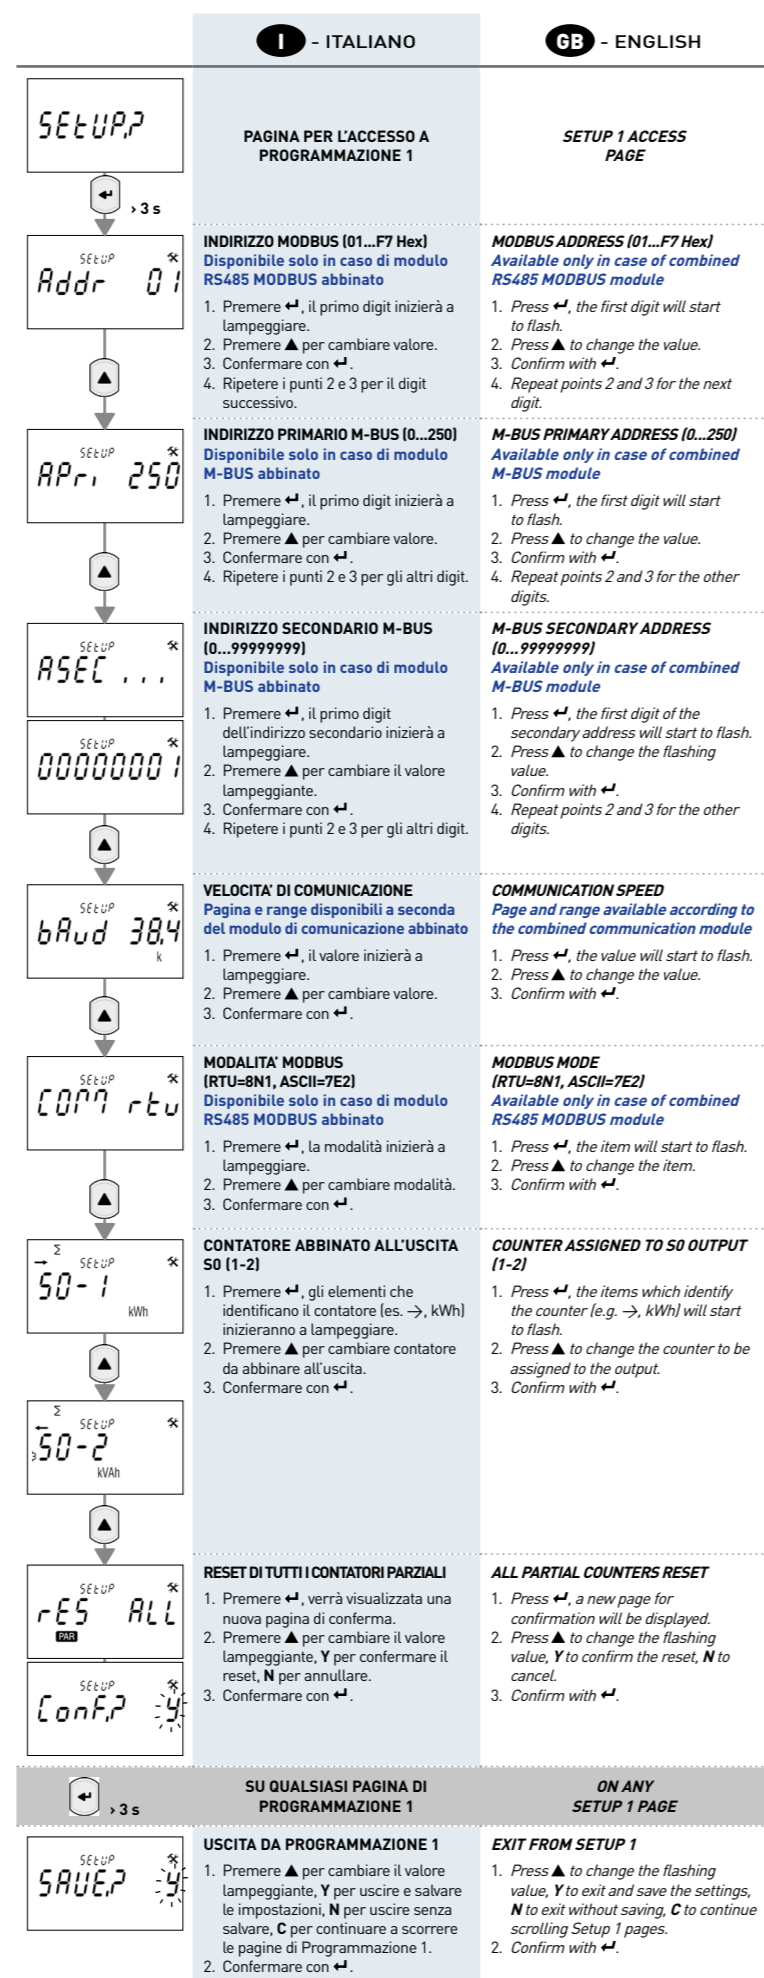 I - ITALIANO
GB - ENGLISH
SEtUP.?
PAGINA PER L'ACCESSO A
PROGRAMMAZIONE 1
SETUP 1 ACCESS
PAGE
↵ › 3 s
SEtUP
Addr 01
INDIRIZZO MODBUS (01...F7 Hex)
Disponibile solo in caso di modulo
RS485 MODBUS abbinato
1. Premere ↵, il primo digit inizierà a
lampeggiare.
2. Premere ▲ per cambiare valore.
3. Confermare con ↵.
4. Ripetere i punti 2 e 3 per il digit
successivo.
MODBUS ADDRESS (01...F7 Hex)
Available only in case of combined
RS485 MODBUS module
1. Press ↵, the first digit will start
to flash.
2. Press ▲ to change the value.
3. Confirm with ↵.
4. Repeat points 2 and 3 for the next
digit.
▲
SEtUP
APri 250
INDIRIZZO PRIMARIO M-BUS (0...250)
Disponibile solo in caso di modulo
M-BUS abbinato
1. Premere ↵, il primo digit inizierà a
lampeggiare.
2. Premere ▲ per cambiare valore.
3. Confermare con ↵.
4. Ripetere i punti 2 e 3 per gli altri digit.
M-BUS PRIMARY ADDRESS (0...250)
Available only in case of combined
M-BUS module
1. Press ↵, the first digit will start
to flash.
2. Press ▲ to change the value.
3. Confirm with ↵.
4. Repeat points 2 and 3 for the other
digits.
▲
SEtUP
ASEC ...
SEtUP
00000001
INDIRIZZO SECONDARIO M-BUS
(0...99999999)
Disponibile solo in caso di modulo
M-BUS abbinato
1. Premere ↵, il primo digit
dell'indirizzo secondario inizierà a
lampeggiare.
2. Premere ▲ per cambiare il valore
lampeggiante.
3. Confermare con ↵.
4. Ripetere i punti 2 e 3 per gli altri digit.
M-BUS SECONDARY ADDRESS
(0...99999999)
Available only in case of combined
M-BUS module
1. Press ↵, the first digit of the
secondary address will start to flash.
2. Press ▲ to change the flashing
value.
3. Confirm with ↵.
4. Repeat points 2 and 3 for the other
digits.
▲
SEtUP
bAud 38.4
k
VELOCITA' DI COMUNICAZIONE
Pagina e range disponibili a seconda
del modulo di comunicazione abbinato
1. Premere ↵, il valore inizierà a
lampeggiare.
2. Premere ▲ per cambiare valore.
3. Confermare con ↵.
COMMUNICATION SPEED
Page and range available according to
the combined communication module
1. Press ↵, the value will start to flash.
2. Press ▲ to change the value.
3. Confirm with ↵.
▲
SEtUP
COM rtu
MODALITA' MODBUS
(RTU=8N1, ASCII=7E2)
Disponibile solo in caso di modulo
RS485 MODBUS abbinato
1. Premere ↵, la modalità inizierà a
lampeggiare.
2. Premere ▲ per cambiare modalità.
3. Confermare con ↵.
MODBUS MODE
(RTU=8N1, ASCII=7E2)
Available only in case of combined
RS485 MODBUS module
1. Press ↵, the item will start to flash.
2. Press ▲ to change the item.
3. Confirm with ↵.
▲
Σ
→ SEtUP
S0-1
kWh
▲
Σ
← SEtUP
S0-2
kVAh
CONTATORE ABBINATO ALL'USCITA
S0 (1-2)
1. Premere ↵, gli elementi che
identificano il contatore (es. →, kWh)
inizieranno a lampeggiare.
2. Premere ▲ per cambiare contatore
da abbinare all'uscita.
3. Confermare con ↵.
COUNTER ASSIGNED TO S0 OUTPUT
(1-2)
1. Press ↵, the items which identify
the counter (e.g. →, kWh) will start
to flash.
2. Press ▲ to change the counter to be
assigned to the output.
3. Confirm with ↵.
▲
SEtUP
rES ALL
PAR
SEtUP
ConF.? Y
RESET DI TUTTI I CONTATORI PARZIALI
1. Premere ↵, verrà visualizzata una
nuova pagina di conferma.
2. Premere ▲ per cambiare il valore
lampeggiante, Y per confermare il
reset, N per annullare.
3. Confermare con ↵.
ALL PARTIAL COUNTERS RESET
1. Press ↵, a new page for
confirmation will be displayed.
2. Press ▲ to change the flashing
value, Y to confirm the reset, N to
cancel.
3. Confirm with ↵.
↵ › 3 s
SU QUALSIASI PAGINA DI
PROGRAMMAZIONE 1
ON ANY
SETUP 1 PAGE
SEtUP
SAUE.? Y
USCITA DA PROGRAMMAZIONE 1
1. Premere ▲ per cambiare il valore
lampeggiante, Y per uscire e salvare
le impostazioni, N per uscire senza
salvare, C per continuare a scorrere
le pagine di Programmazione 1.
2. Confermare con ↵.
EXIT FROM SETUP 1
1. Press ▲ to change the flashing
value, Y to exit and save the settings,
N to exit without saving, C to continue
scrolling Setup 1 pages.
2. Confirm with ↵.